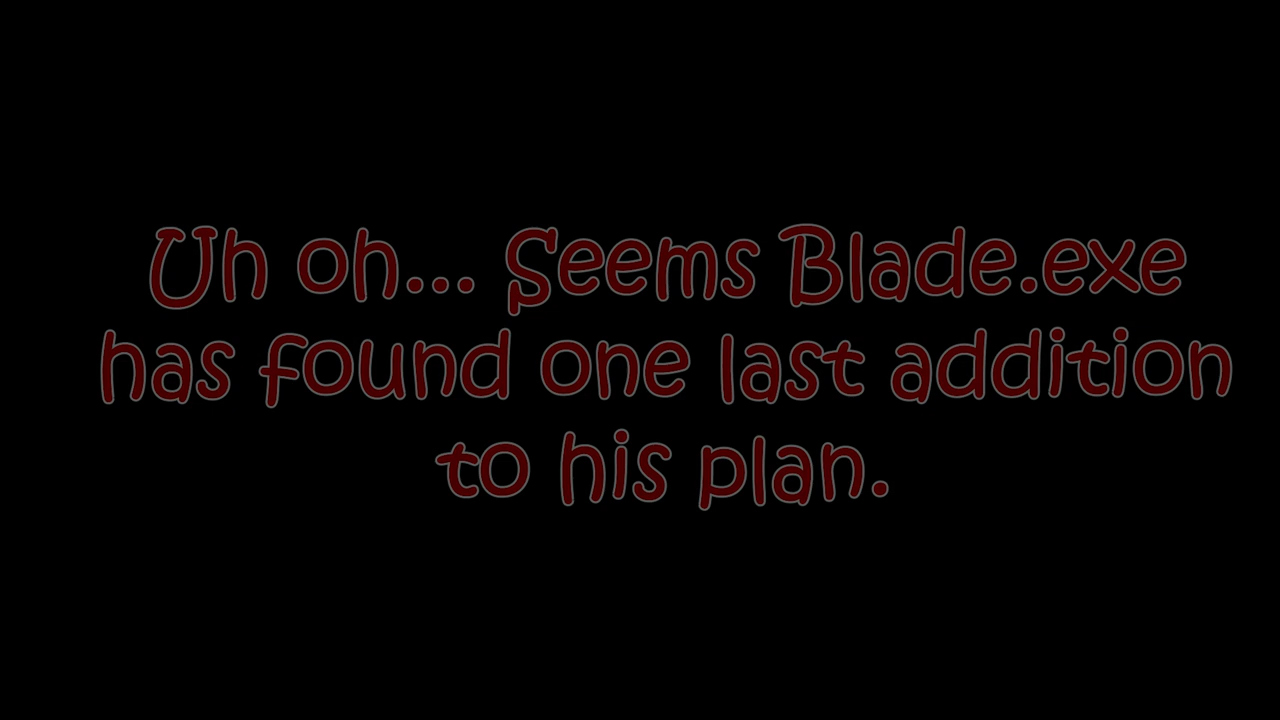 Uh oh... Seems Blade.exe
has found one last addition
to his plan.